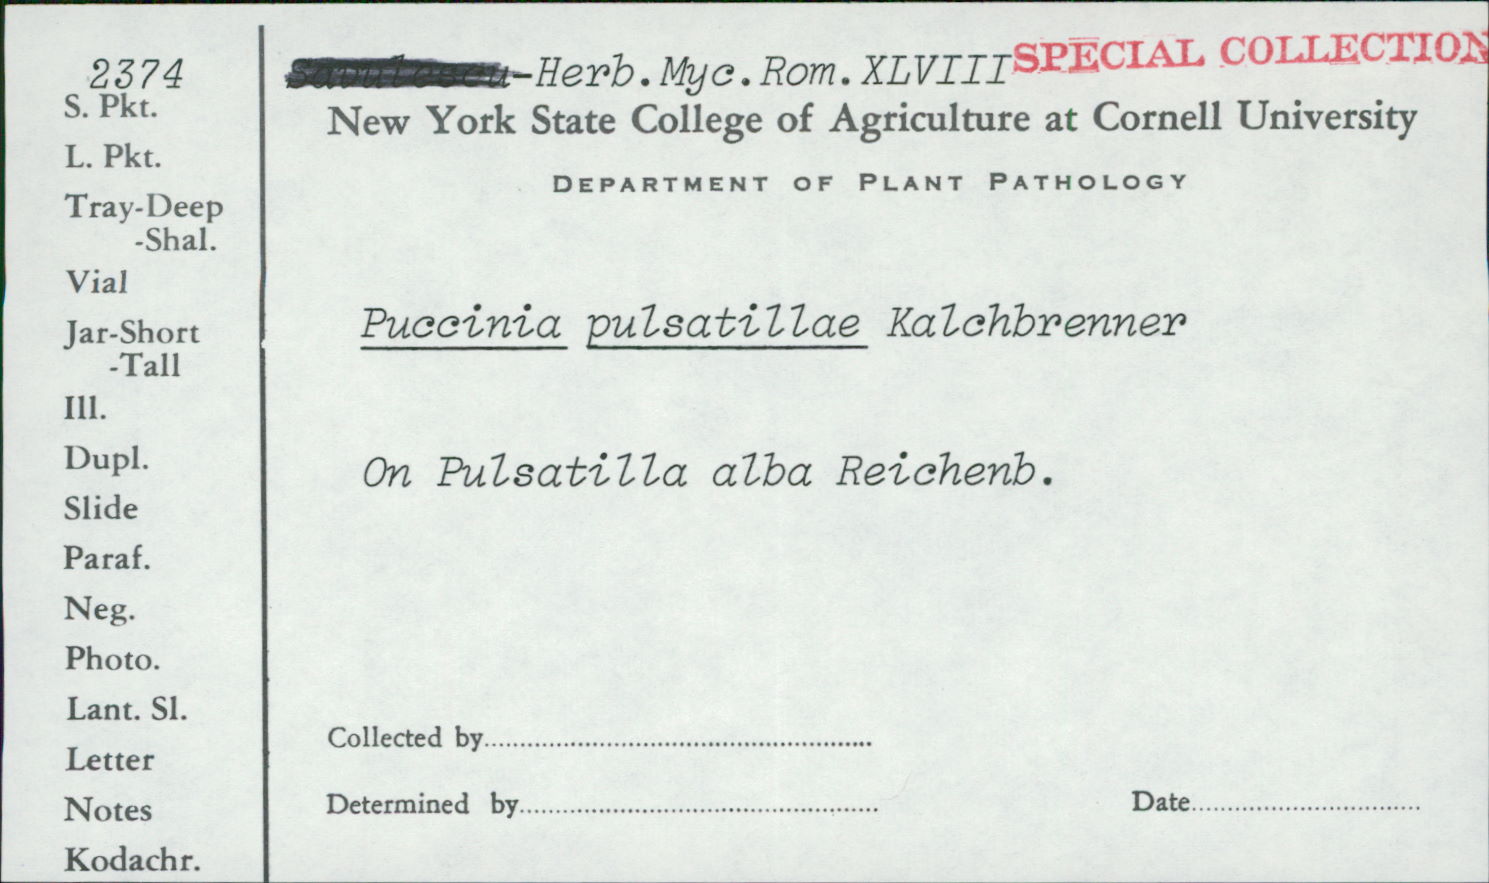 2374
S. Pkt.
L. Pkt.
Tray-Deep
-Shal.
Vial
Jar-Short
-Tall
Ill.
Dupl.
Slide
Paraf.
Neg.
Photo.
Lant. Sl.
Letter
Notes
Kodachr.
-Herb.Myc.Rom. XLVIII SPECIAL COLLECTION
New York State College of Agriculture at Cornell University
DEPARTMENT OF PLANT PATHOLOGY
Puccinia pulsatillae Kalchbrenner
On Pulsatilla alba Reichenb.
Collected by
Determined by
Date